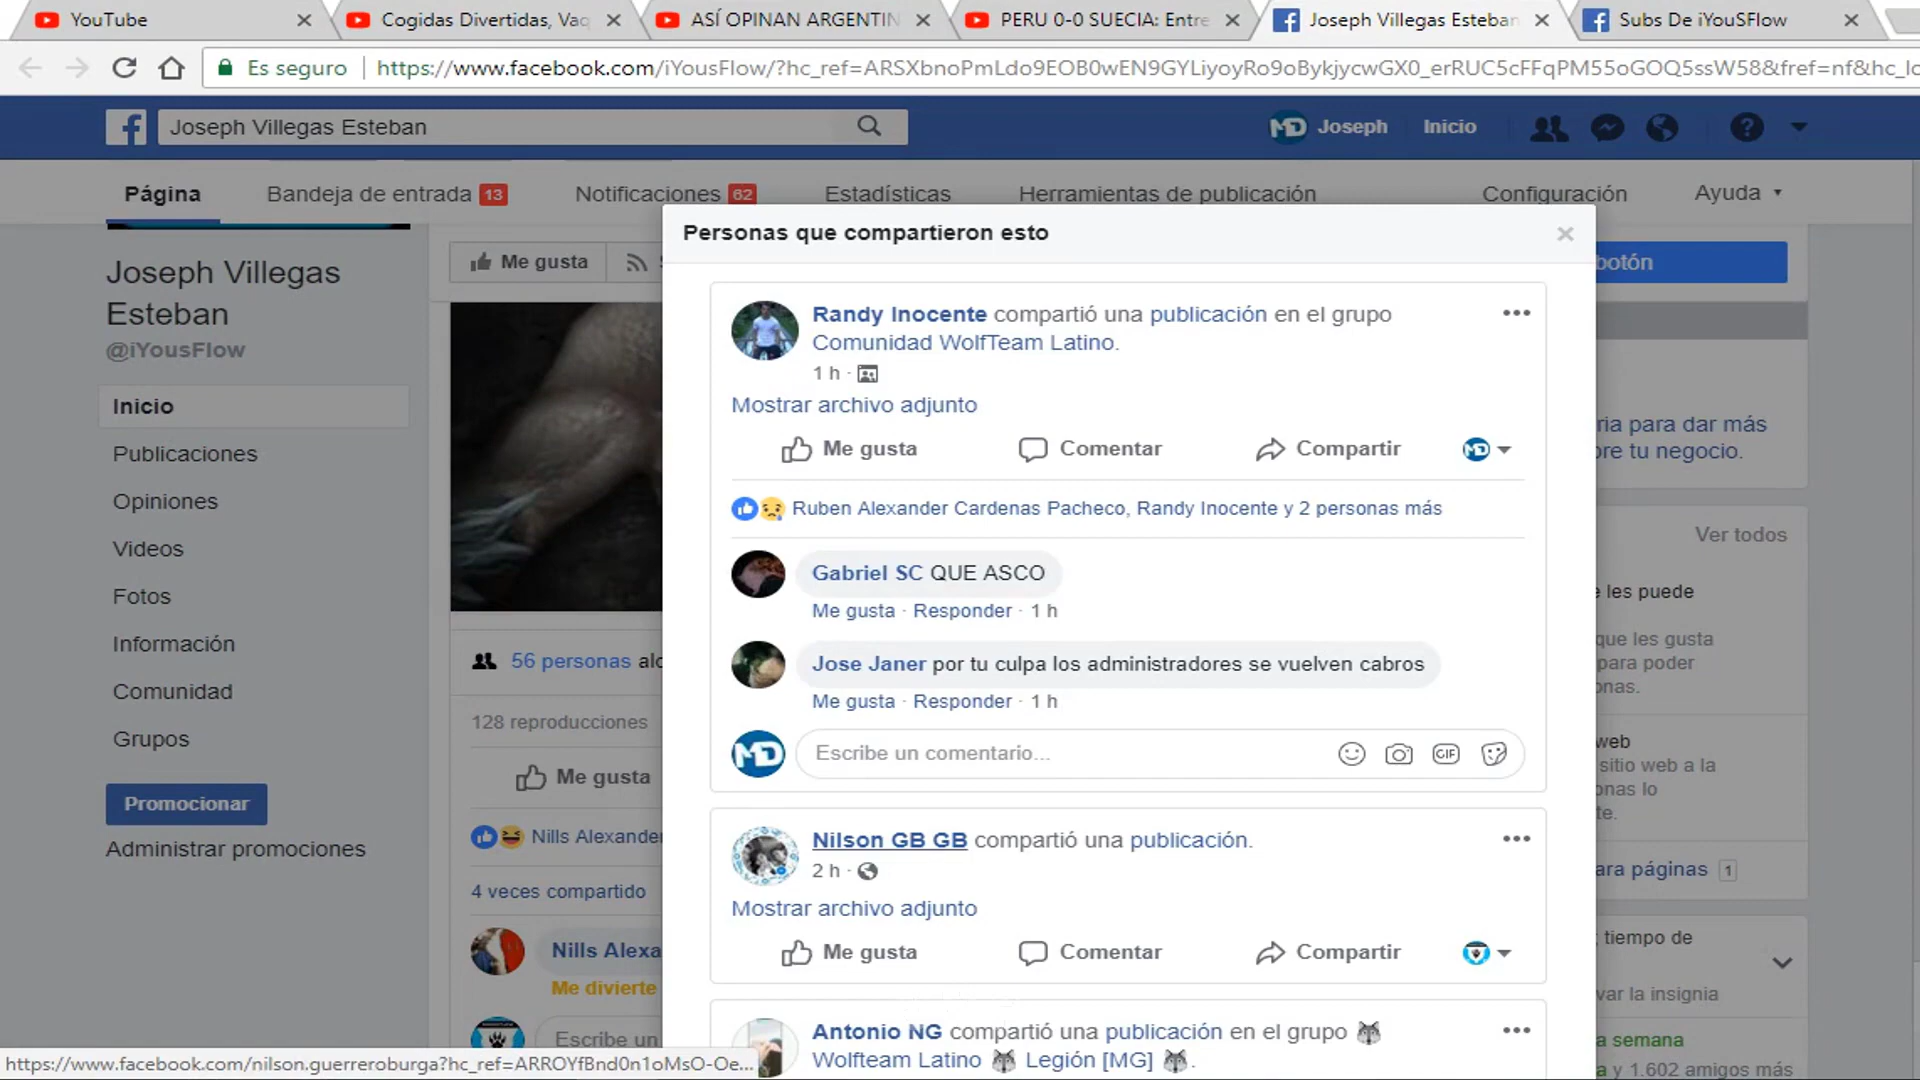 YouTube
Cogidas Divertidas, Vaq
ASÍ OPINAN ARGENTIN
PERU 0-0 SUECIA: Entre
Joseph Villegas Esteban
Subs De iYouSFlow
Es seguro
https://www.facebook.com/iYousFlow/?hc_ref=ARSXbnoPmLdo9EOB0wEN9GYLiyoyRo9oBykjycwGX0_erRUC5cFFqPM55oGOQ5ssW58&fref=nf&hc_lo
Joseph Villegas Esteban
MD Joseph
Inicio
Página
Bandeja de entrada 13
Notificaciones 62
Estadísticas
Herramientas de publicación
Configuración
Ayuda
Joseph Villegas
Esteban
@iYousFlow
Inicio
Publicaciones
Opiniones
Videos
Fotos
Información
Comunidad
Grupos
Promocionar
Administrar promociones
Me gusta
56 personas alc
128 reproducciones
Me gusta
Nills Alexander
4 veces compartido
Nills Alexa
Me divierte
Escribe un
Personas que compartieron esto
Randy Inocente compartió una publicación en el grupo
Comunidad WolfTeam Latino.
1 h
Mostrar archivo adjunto
Me gusta
Comentar
Compartir
MD
Ruben Alexander Cardenas Pacheco, Randy Inocente y 2 personas más
Gabriel SC QUE ASCO
Me gusta · Responder · 1 h
Jose Janer por tu culpa los administradores se vuelven cabros
Me gusta · Responder · 1 h
MD
Escribe un comentario...
GIF
Nilson GB GB compartió una publicación.
2 h
Mostrar archivo adjunto
Me gusta
Comentar
Compartir
Antonio NG compartió una publicación en el grupo 🐺
Wolfteam Latino 🐺 Legión [MG] 🐺.
botón
ria para dar más
bre tu negocio.
Ver todos
e les puede
que les gusta
para poder
onas.
web
sitio web a la
onas lo
te.
ara páginas 1
tiempo de
var la insignia
a semana
a y 1.602 amigos más
https://www.facebook.com/nilson.guerreroburga?hc_ref=ARROYfBnd0n1oMsO-Oe...